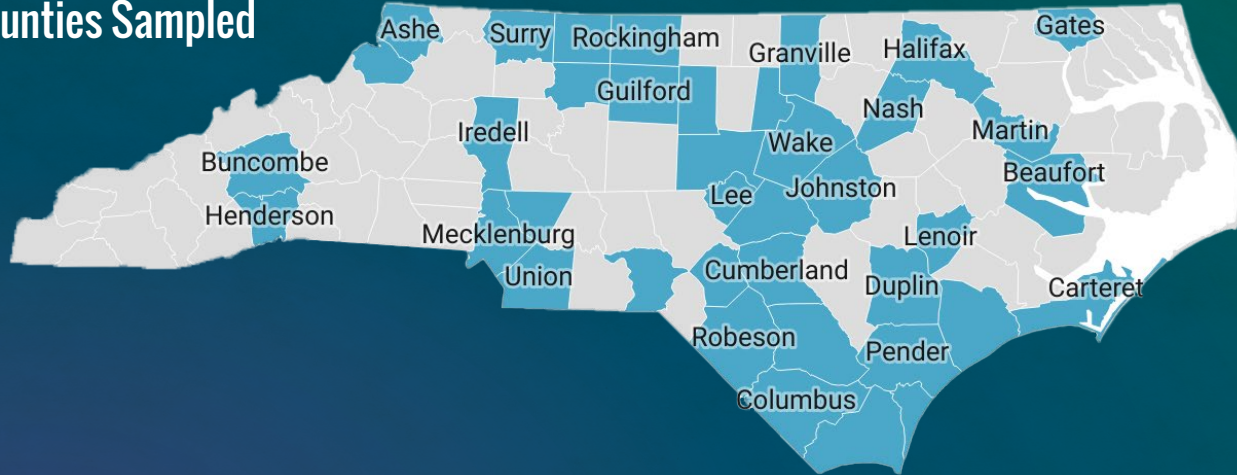 unties Sampled
Ashe
Surry
Rockingham
Granville
Halifax
Gates
Guilford
Nash
Iredell
Martin
Wake
Buncombe
Beaufort
Lee
Johnston
Henderson
Mecklenburg
Lenoir
Union
Cumberland
Duplin
Carteret
Robeson
Pender
Columbus